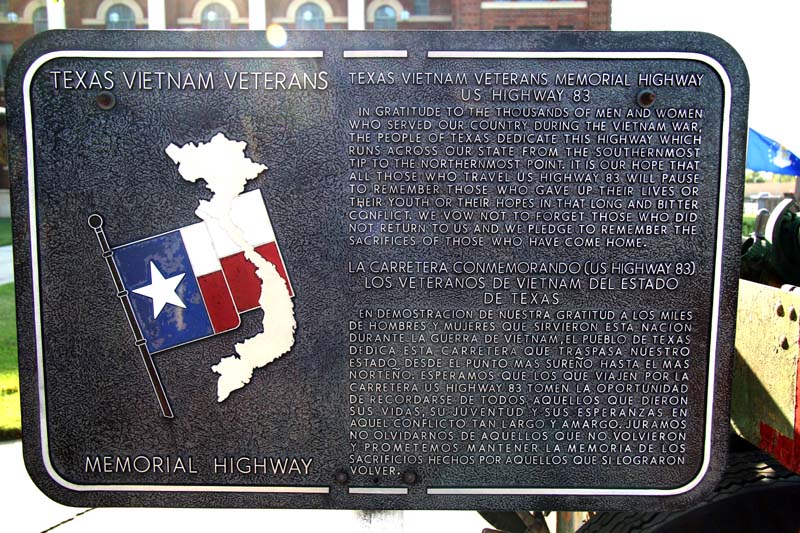 TEXAS VIETNAM VETERANS
MEMORIAL HIGHWAY
TEXAS VIETNAM VETERANS MEMORIAL HIGHWAY
US HIGHWAY 83
IN GRATITUDE TO THE THOUSANDS OF MEN AND WOMEN
WHO SERVED OUR COUNTRY DURING THE VIETNAM WAR,
THE PEOPLE OF TEXAS DEDICATE THIS HIGHWAY WHICH
RUNS ACROSS OUR STATE FROM THE SOUTHERNMOST
TIP TO THE NORTHERNMOST POINT. IT IS OUR HOPE THAT
ALL THOSE WHO TRAVEL US HIGHWAY 83 WILL PAUSE
TO REMEMBER THOSE WHO GAVE UP THEIR LIVES OR
THEIR YOUTH OR THEIR HOPES IN THAT LONG AND BITTER
CONFLICT. WE VOW NOT TO FORGET THOSE WHO DID
NOT RETURN TO US AND WE PLEDGE TO REMEMBER THE
SACRIFICES OF THOSE WHO HAVE COME HOME.
LA CARRETERA CONMEMORANDO (US HIGHWAY 83)
LOS VETERANOS DE VIETNAM DEL ESTADO
DE TEXAS
EN DEMOSTRACION DE NUESTRA GRATITUD A LOS MILES
DE HOMBRES Y MUJERES QUE SIRVIERON ESTA NACION
DURANTE LA GUERRA DE VIETNAM, EL PUEBLO DE TEXAS
DEDICA ESTA CARRETERA QUE TRASPASA NUESTRO
ESTADO DESDE EL PUNTO MAS SUREÑO HASTA EL MAS
NORTEÑO. ESPERAMOS QUE LOS QUE VIAJEN POR LA
CARRETERA US HIGHWAY 83 TOMEN LA OPORTUNIDAD
DE RECORDARSE DE TODOS AQUELLOS QUE DIERON
SUS VIDAS, SU JUVENTUD Y SUS ESPERANZAS EN
AQUEL CONFLICTO TAN LARGO Y AMARGO. JURAMOS
NO OLVIDARNOS DE AQUELLOS QUE NO VOLVIERON
Y PROMETEMOS MANTENER LA MEMORIA DE LOS
SACRIFICIOS HECHOS POR AQUELLOS QUE SI LOGRARON
VOLVER.